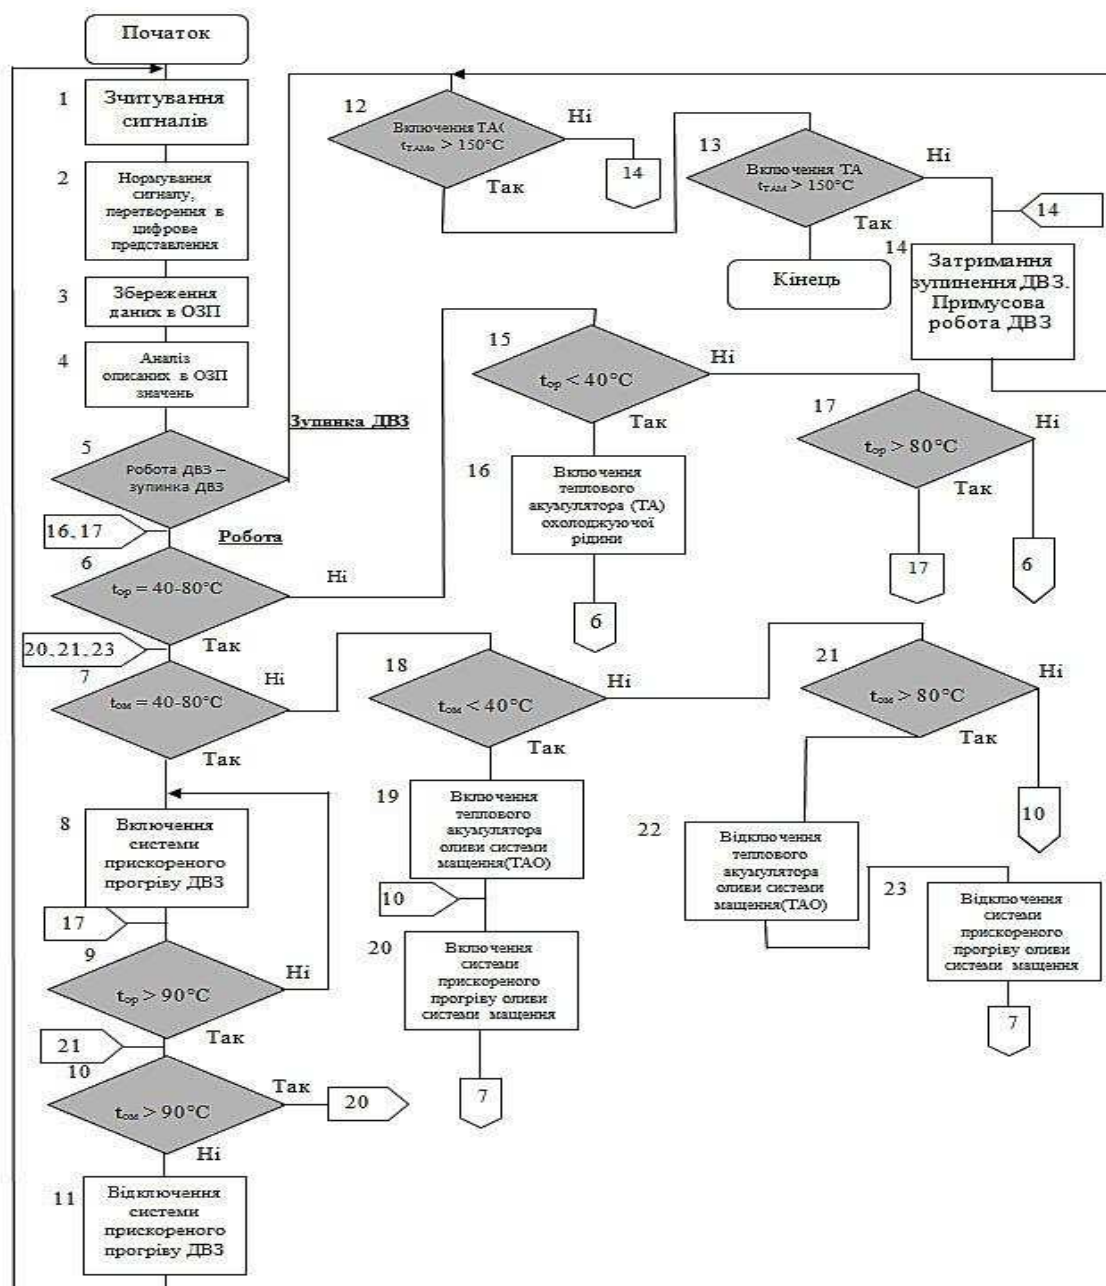 Початок
1
Зчитування
сигналів
2
Нормування
сигналу,
перетворення в
цифрове
представлення
3
Збереження
даних в ОЗП
4
Аналіз
описаних в ОЗП
значень
5
Робота ДВЗ –
зупинка ДВЗ
Зупинка ДВЗ
16, 17
Робота
6
tор = 40-80°C
Ні
Так
20, 21, 23
7
tом = 40-80°C
Ні
Так
8
Включення
системи
прискореного
прогріву ДВЗ
17
9
tор > 90°C
Ні
Так
21
10
tом > 90°C
Так
20
Ні
11
Відключення
системи
прискореного
прогріву ДВЗ
12
Включення ТА(
tТАМо > 150°C
Ні
14
Так
13
Включення ТА
tТАМ > 150°C
Ні
Так
Кінець
14
14
Затримання
зупинення ДВЗ.
Примусова
робота ДВЗ
15
tор < 40°C
Ні
Так
16
Включення
теплового
акумулятора (ТА)
охолоджуючої
рідини
6
17
tор > 80°C
Ні
Так
17
6
18
tом < 40°C
Ні
Так
19
Включення
теплового
акумулятора
оливи системи
мащення(ТАО)
10
20
Включення
системи
прискореного
прогріву оливи
системи мащення
7
21
tом > 80°C
Ні
Так
10
22
Відключення
теплового
акумулятора
оливи системи
мащення(ТАО)
23
Відключення
системи
прискореного
прогріву оливи
системи мащення
7